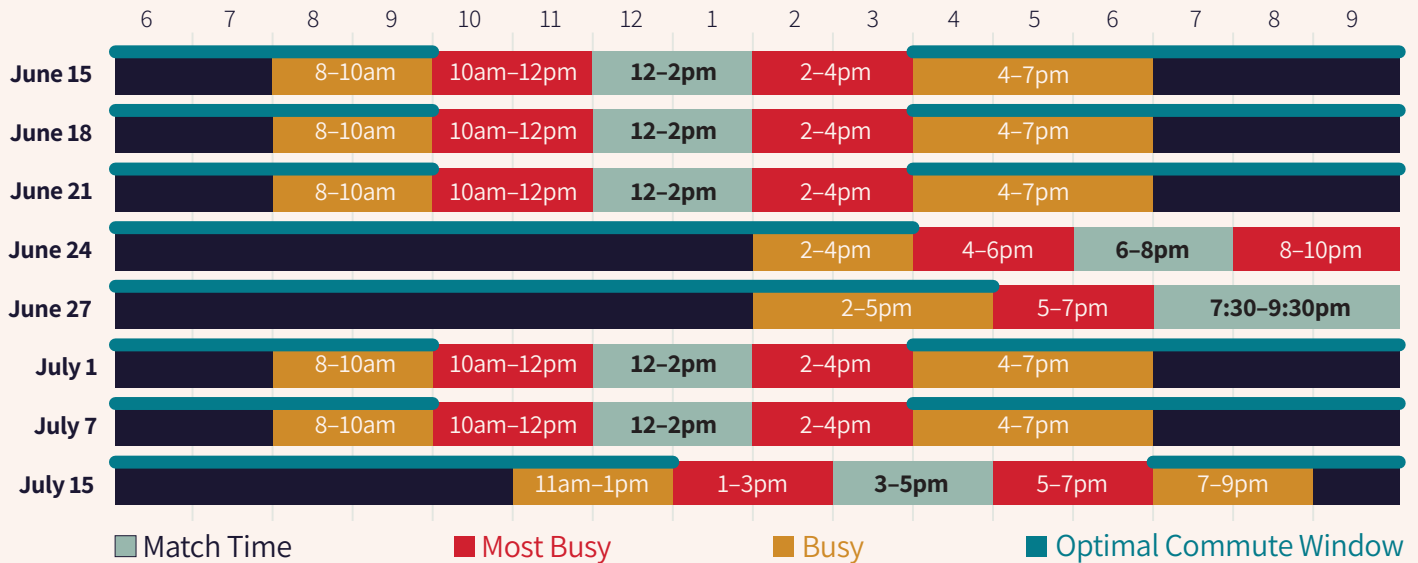 6 7 8 9 10 11 12 1 2 3 4 5 6 7 8 9
June 15 8–10am 10am–12pm 12–2pm 2–4pm 4–7pm
June 18 8–10am 10am–12pm 12–2pm 2–4pm 4–7pm
June 21 8–10am 10am–12pm 12–2pm 2–4pm 4–7pm
June 24 2–4pm 4–6pm 6–8pm 8–10pm
June 27 2–5pm 5–7pm 7:30–9:30pm
July 1 8–10am 10am–12pm 12–2pm 2–4pm 4–7pm
July 7 8–10am 10am–12pm 12–2pm 2–4pm 4–7pm
July 15 11am–1pm 1–3pm 3–5pm 5–7pm 7–9pm
Match Time Most Busy Busy Optimal Commute Window